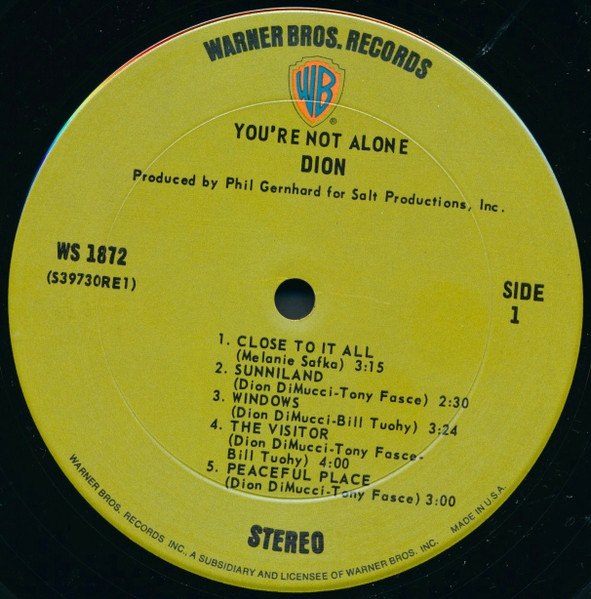 WARNER BROS. RECORDS
WB
®
YOU'RE NOT ALONE
DION
Produced by Phil Gernhard for Salt Productions, Inc.
WS 1872
(S39730RE1)
SIDE
1
1. CLOSE TO IT ALL
(Melanie Safka) 3:15
2. SUNNILAND
(Dion DiMucci-Tony Fasce) 2:30
3. WINDOWS
(Dion DiMucci-Bill Tuohy) 3:24
4. THE VISITOR
(Dion DiMucci-Tony Fasce-
Bill Tuohy) 4:00
5. PEACEFUL PLACE
(Dion DiMucci-Tony Fasce) 3:00
STEREO
WARNER BROS. RECORDS INC., A SUBSIDIARY AND LICENSEE OF WARNER BROS. INC. MADE IN U.S.A.